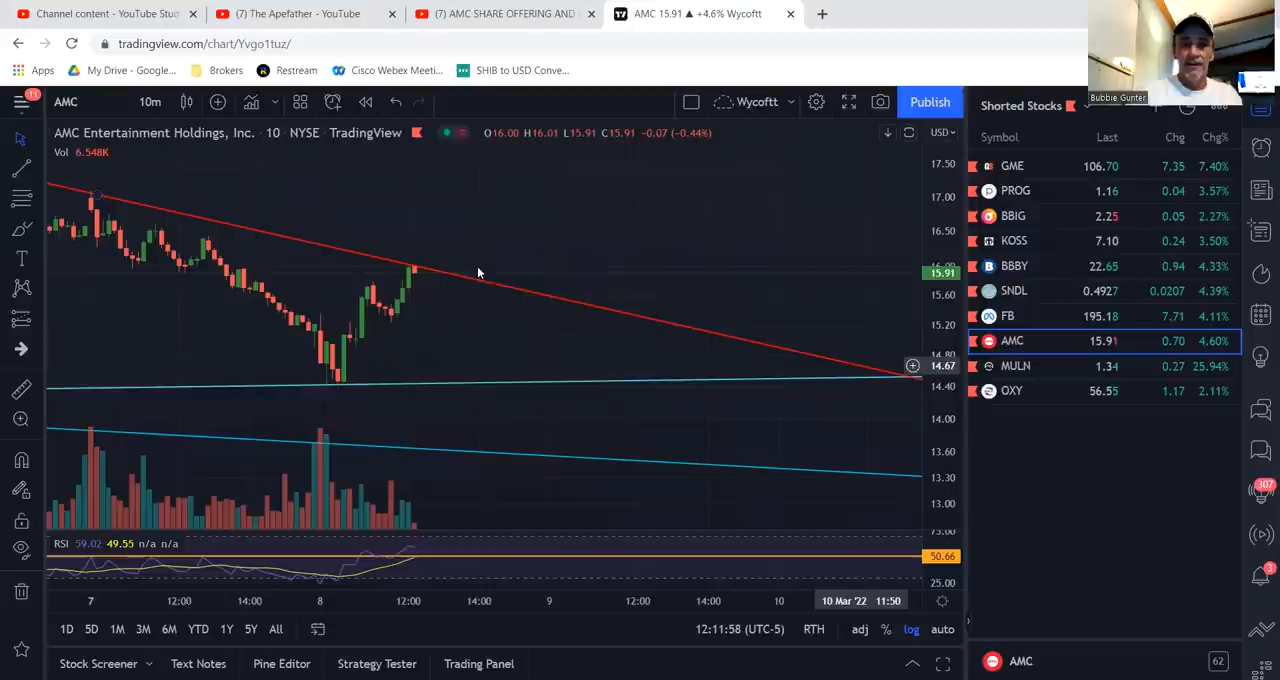 Channel content - YouTube Stud
(7) The Apefather - YouTube
(7) AMC SHARE OFFERING AND
AMC 15.91 ▲ +4.6% Wycoftt
tradingview.com/chart/Yvgo1tuz/
Apps
My Drive - Google...
Brokers
Restream
Cisco Webex Meeti...
SHIB to USD Conve...
Bubbie Gunter
11
AMC
10m
Wycoftt
Publish
Shorted Stocks
AMC Entertainment Holdings, Inc. · 10 · NYSE · TradingView
O16.00 H16.01 L15.91 C15.91 -0.07 (-0.44%)
USD
Vol 6.548K
Symbol Last Chg Chg%
GME 106.70 7.35 7.40%
PROG 1.16 0.04 3.57%
BBIG 2.25 0.05 2.27%
KOSS 7.10 0.24 3.50%
BBBY 22.65 0.94 4.33%
SNDL 0.4927 0.0207 4.39%
FB 195.18 7.71 4.11%
AMC 15.91 0.70 4.60%
MULN 1.34 0.27 25.94%
OXY 56.55 1.17 2.11%
17.50
17.00
16.50
15.91
15.60
15.20
14.80
14.67
14.40
14.00
13.60
13.30
13.00
75.00
RSI 59.02 49.55 n/a n/a
50.66
25.00
307
3
7 12:00 14:00 8 12:00 14:00 9 12:00 14:00 10 10 Mar '22 11:50
1D 5D 1M 3M 6M YTD 1Y 5Y All
12:11:58 (UTC-5) RTH adj % log auto
Stock Screener Text Notes Pine Editor Strategy Tester Trading Panel
AMC 62